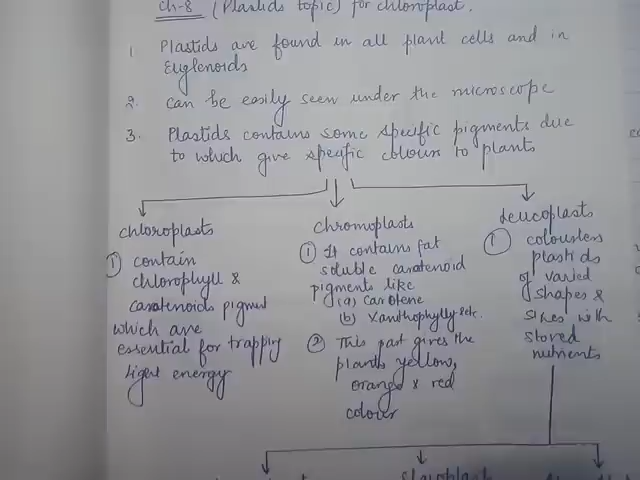 Ch-8 (Plastids topic) for chloroplast.
1. Plastids are found in all plant cells and in
Euglenoids
2. can be easily seen under the microscope
3. Plastids contains some specific pigments due
to which give specific colours to plants
chloroplasts
① contain
chlorophyll &
caratenoids pigment
which are
essential for trapping
light energy
Chromoplasts
① It contains fat
soluble caratenoid
pigments like
(a) Carotene
(b) Xanthophylls etc.
② This part gives the
plants yellow,
orange & red
colour
Leucoplasts
① colourless
plastids
of varied
shapes &
sizes with
stored
nutrients